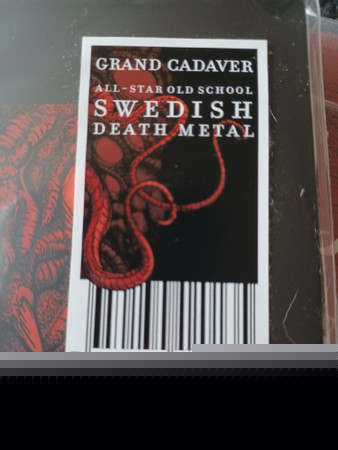 GRAND CADAVER
ALL-STAR OLD SCHOOL
SWEDISH
DEATH METAL